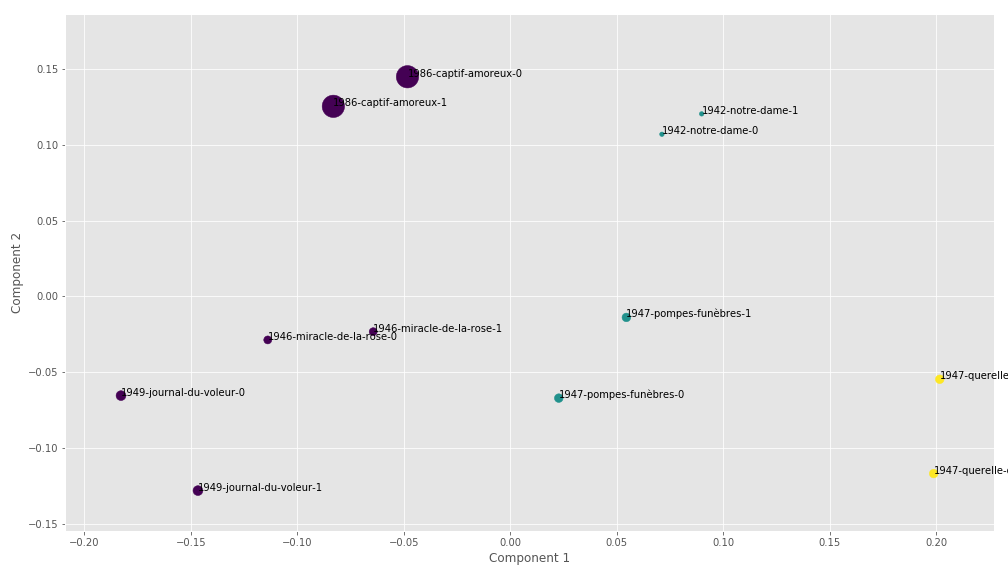 0.15
0.10
0.05
0.00
−0.05
−0.10
−0.15
Component 2
1986-captif-amoreux-0
1986-captif-amoreux-1
1942-notre-dame-1
1942-notre-dame-0
1947-pompes-funèbres-1
1946-miracle-de-la-rose-1
1946-miracle-de-la-rose-0
1947-querelle
1949-journal-du-voleur-0
1947-pompes-funèbres-0
1947-querelle-
1949-journal-du-voleur-1
−0.20 −0.15 −0.10 −0.05 0.00 0.05 0.10 0.15 0.20
Component 1